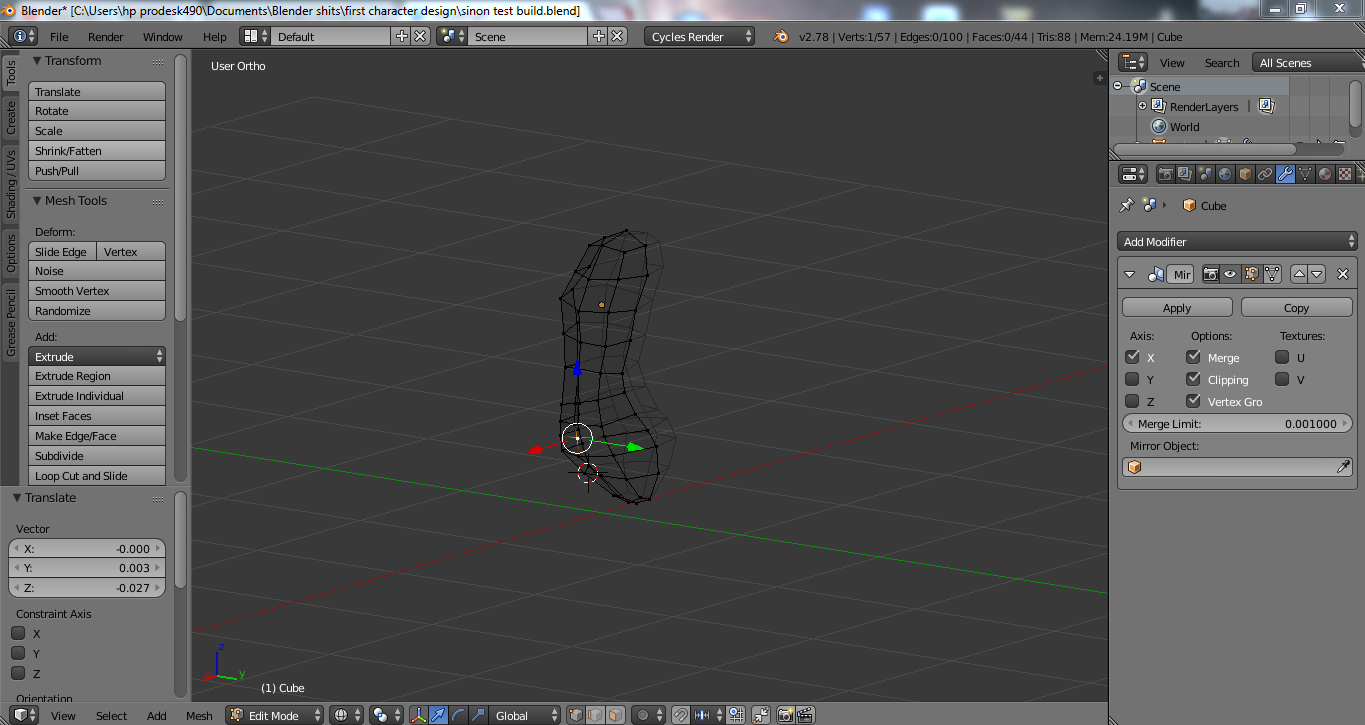 Blender* [C:\Users\hp prodesk490\Documents\Blender shits\first character design\sinon test build.blend]
File Render Window Help Default Scene Cycles Render v2.78 | Verts:1/57 | Edges:0/100 | Faces:0/44 | Tris:88 | Mem:24.19M | Cube
Tools
Create
Shading / UVs
Options
Grease Pencil
Transform
Translate
Rotate
Scale
Shrink/Fatten
Push/Pull
Mesh Tools
Deform:
Slide Edge Vertex
Noise
Smooth Vertex
Randomize
Add:
Extrude
Extrude Region
Extrude Individual
Inset Faces
Make Edge/Face
Subdivide
Loop Cut and Slide
Translate
Vector
X: -0.000
Y: 0.003
Z: -0.027
Constraint Axis
X
Y
Z
Orientation
User Ortho
z
x
y
(1) Cube
View Select Add Mesh Edit Mode Global
View Search All Scenes
Scene
RenderLayers |
World
Cube
Add Modifier
Mir
Apply Copy
Axis: Options: Textures:
X Merge U
Y Clipping V
Z Vertex Gro
Merge Limit: 0.001000
Mirror Object: